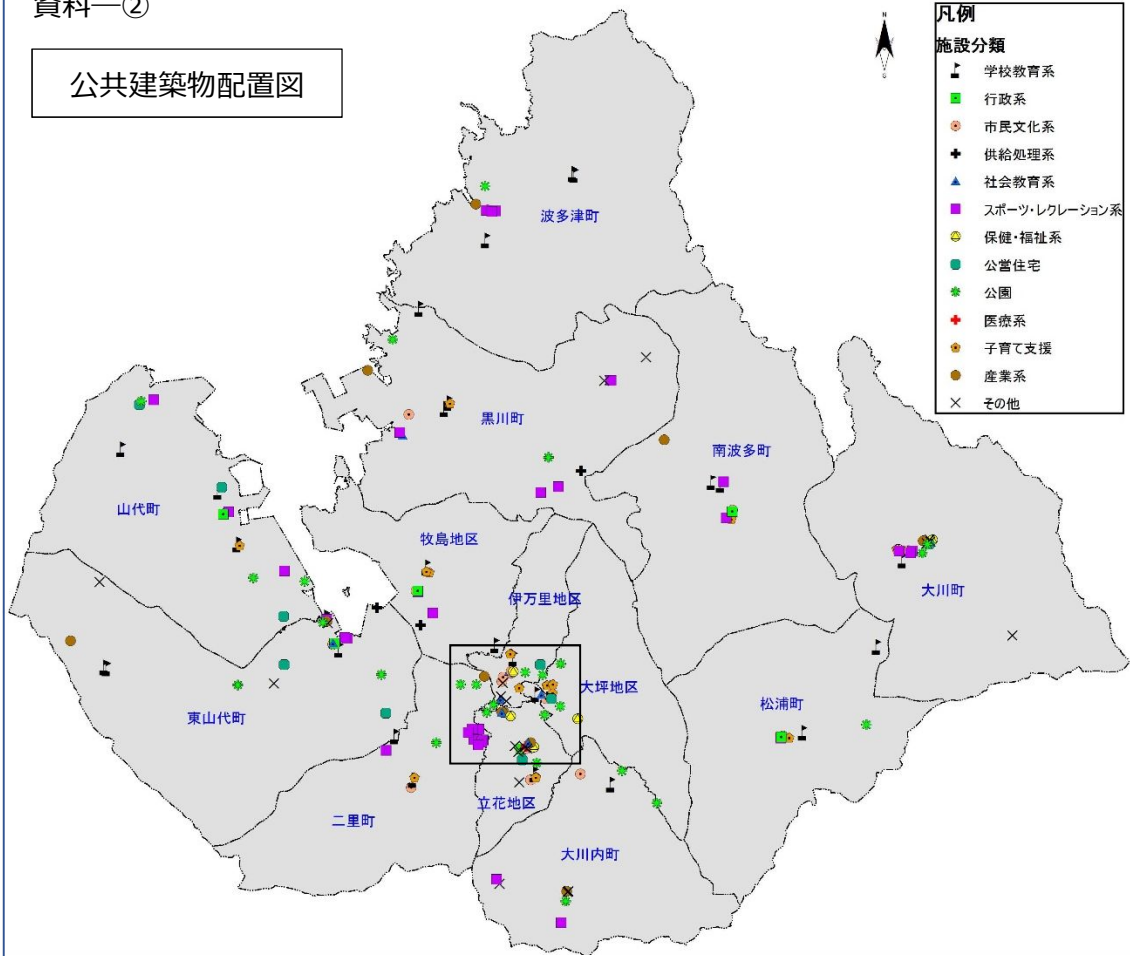 資料―②
公共建築物配置図
N
凡例
施設分類
学校教育系
行政系
市民文化系
供給処理系
社会教育系
スポーツ・レクレーション系
保健・福祉系
公営住宅
公園
医療系
子育て支援
産業系
その他
波多津町
黒川町
南波多町
山代町
牧島地区
伊万里地区
大川町
大坪地区
松浦町
東山代町
立花地区
二里町
大川内町